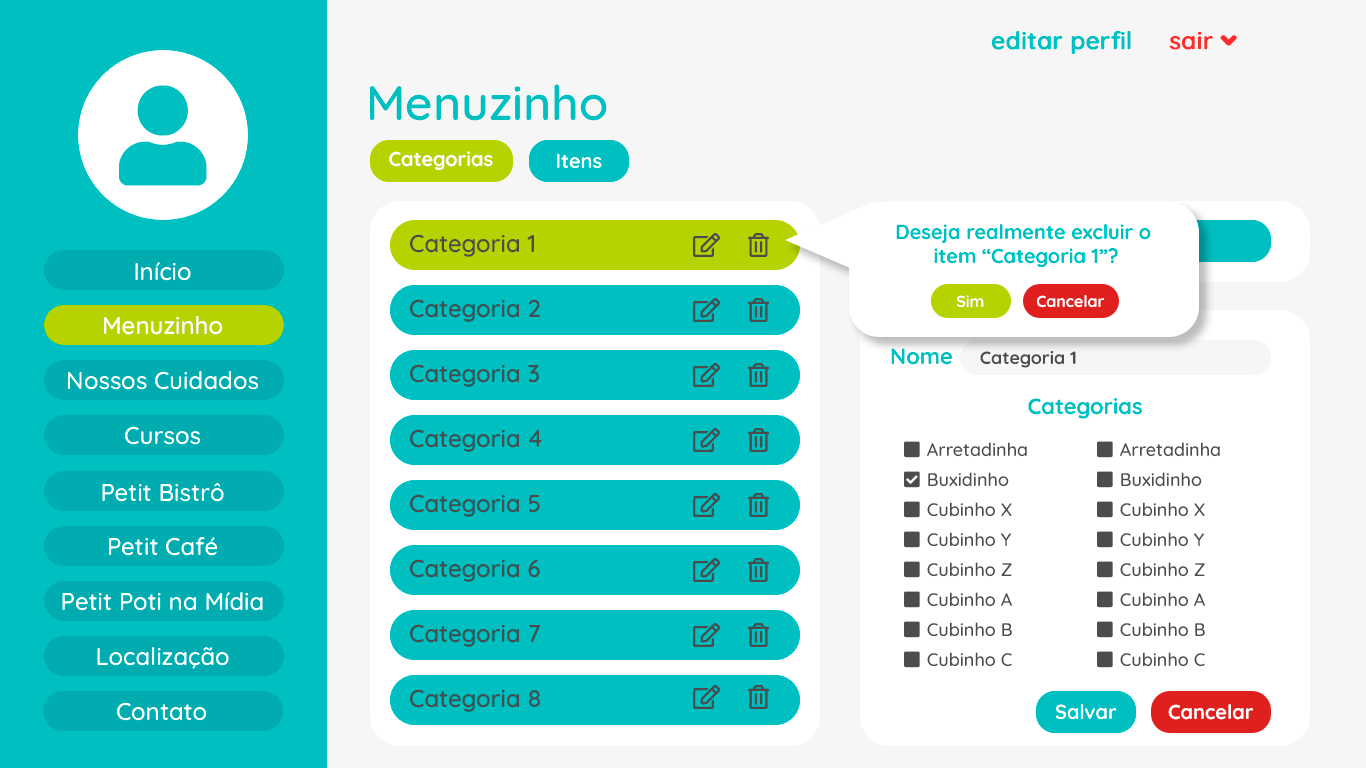 editar perfil
sair
Menuzinho
Categorias
Itens
Início
Menuzinho
Nossos Cuidados
Cursos
Petit Bistrô
Petit Café
Petit Poti na Mídia
Localização
Contato
Categoria 1
Categoria 2
Categoria 3
Categoria 4
Categoria 5
Categoria 6
Categoria 7
Categoria 8
Deseja realmente excluir o
item “Categoria 1”?
Sim
Cancelar
Nome
Categoria 1
Categorias
Arretadinha
Buxidinho
Cubinho X
Cubinho Y
Cubinho Z
Cubinho A
Cubinho B
Cubinho C
Arretadinha
Buxidinho
Cubinho X
Cubinho Y
Cubinho Z
Cubinho A
Cubinho B
Cubinho C
Salvar
Cancelar